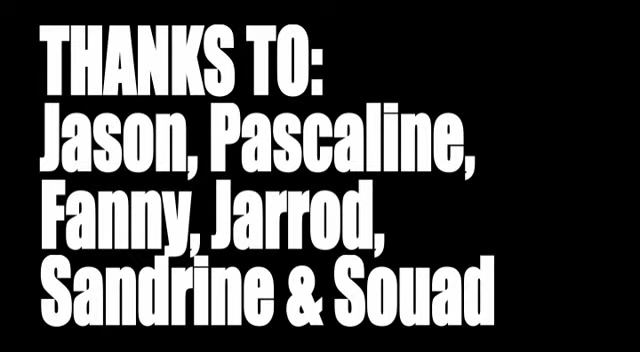 THANKS TO:
Jason, Pascaline,
Fanny, Jarrod,
Sandrine & Souad